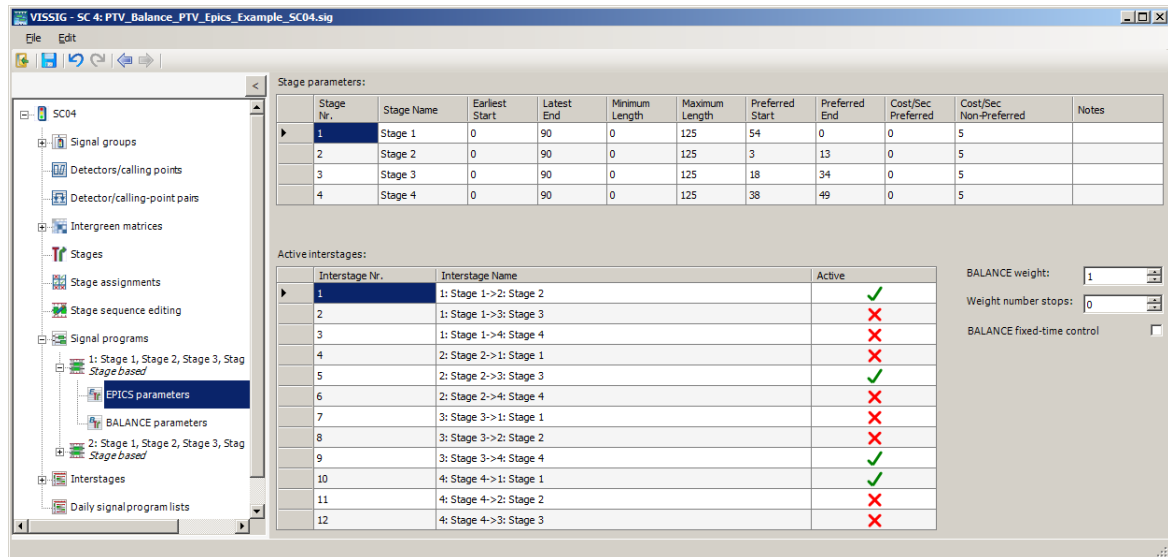 VISSIG - SC 4: PTV_Balance_PTV_Epics_Example_SC04.sig
File Edit
<
SC04
Signal groups
Detectors/calling points
Detector/calling-point pairs
Intergreen matrices
Stages
Stage assignments
Stage sequence editing
Signal programs
1: Stage 1, Stage 2, Stage 3, Stag
Stage based
EPICS parameters
BALANCE parameters
2: Stage 1, Stage 2, Stage 3, Stag
Stage based
Interstages
Daily signal program lists
Stage parameters:
Stage Nr. Stage Name Earliest Start Latest End Minimum Length Maximum Length Preferred Start Preferred End Cost/Sec Preferred Cost/Sec Non-Preferred Notes
1 Stage 1 0 90 0 125 54 0 0 5
2 Stage 2 0 90 0 125 3 13 0 5
3 Stage 3 0 90 0 125 18 34 0 5
4 Stage 4 0 90 0 125 38 49 0 5
Active interstages:
Interstage Nr. Interstage Name Active
1 1: Stage 1->2: Stage 2
2 1: Stage 1->3: Stage 3
3 1: Stage 1->4: Stage 4
4 2: Stage 2->1: Stage 1
5 2: Stage 2->3: Stage 3
6 2: Stage 2->4: Stage 4
7 3: Stage 3->1: Stage 1
8 3: Stage 3->2: Stage 2
9 3: Stage 3->4: Stage 4
10 4: Stage 4->1: Stage 1
11 4: Stage 4->2: Stage 2
12 4: Stage 4->3: Stage 3
BALANCE weight: 1
Weight number stops: 0
BALANCE fixed-time control